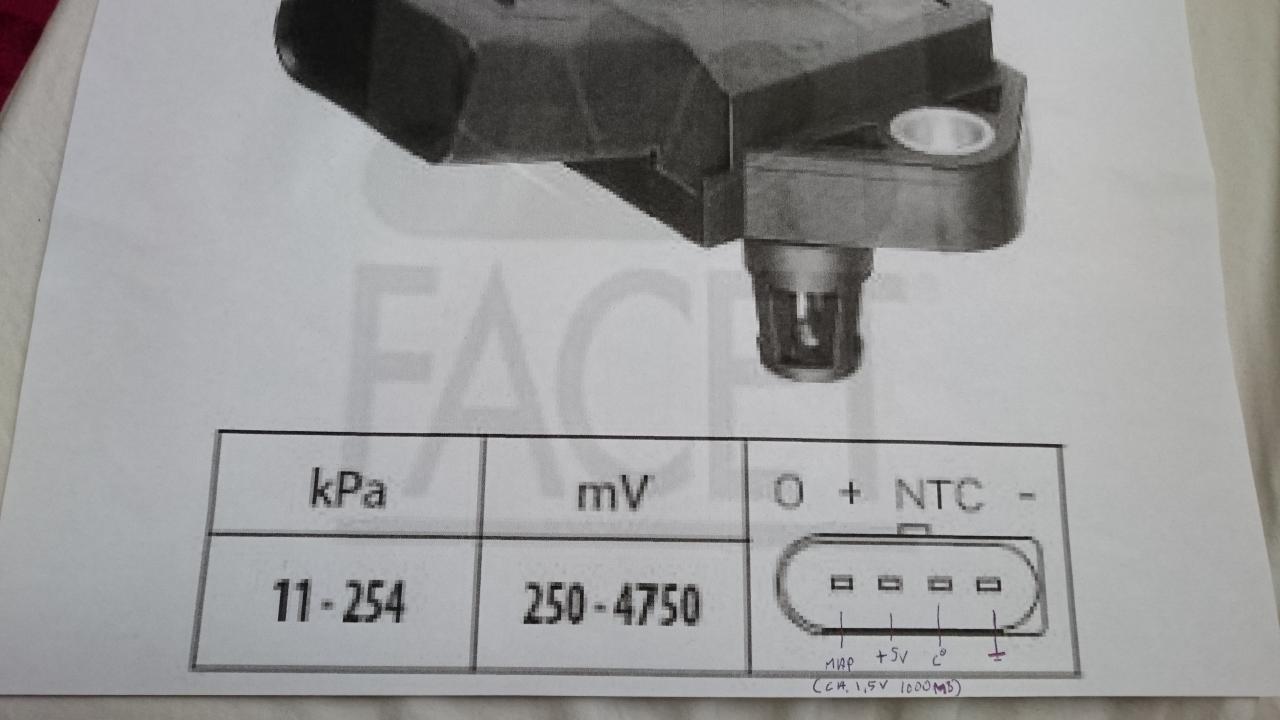 FACET
kPa mV O + NTC -
11 - 254 250 - 4750
MAP +5V C°
(CA. 1,5V 1000MB)